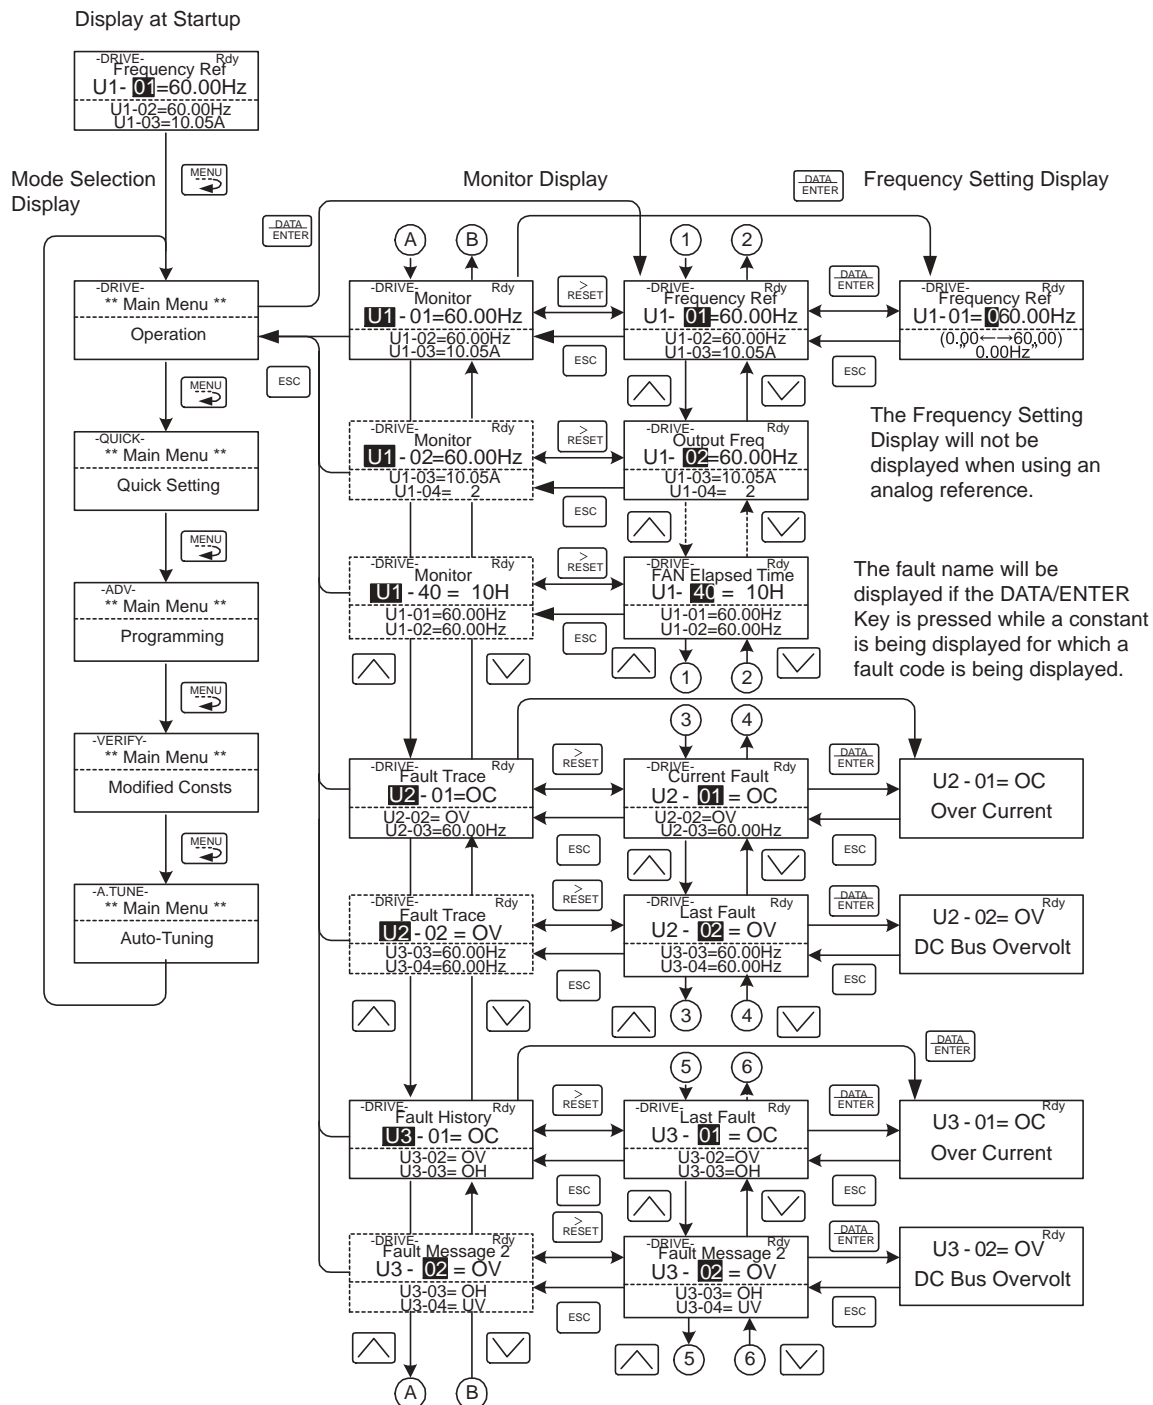 Display at Startup
-DRIVE- Rdy
Frequency Ref
U1- 01=60.00Hz
U1-02=60.00Hz
U1-03=10.05A
Mode Selection
Display
MENU
Monitor Display
DATA
ENTER
Frequency Setting Display
DATA
ENTER
A
B
1
2
-DRIVE-
** Main Menu **
Operation
-DRIVE- Rdy
Monitor
U1 - 01=60.00Hz
U1-02=60.00Hz
U1-03=10.05A
>
RESET
ESC
-DRIVE- Rdy
Frequency Ref
U1- 01=60.00Hz
U1-02=60.00Hz
U1-03=10.05A
DATA
ENTER
ESC
-DRIVE- Rdy
Frequency Ref
U1-01= 060.00Hz
(0.00←→60.00)
" 0.00Hz"
MENU
ESC
-QUICK-
** Main Menu **
Quick Setting
-DRIVE- Rdy
Monitor
U1 - 02=60.00Hz
U1-03=10.05A
U1-04= 2
>
RESET
ESC
-DRIVE- Rdy
Output Freq
U1- 02=60.00Hz
U1-03=10.05A
U1-04= 2
The Frequency Setting
Display will not be
displayed when using an
analog reference.
MENU
-ADV-
** Main Menu **
Programming
-DRIVE- Rdy
Monitor
U1 - 40 = 10H
U1-01=60.00Hz
U1-02=60.00Hz
>
RESET
ESC
-DRIVE- Rdy
FAN Elapsed Time
U1- 40 = 10H
U1-01=60.00Hz
U1-02=60.00Hz
The fault name will be
displayed if the DATA/ENTER
Key is pressed while a constant
is being displayed for which a
fault code is being displayed.
1
2
MENU
3
4
-VERIFY-
** Main Menu **
Modified Consts
-DRIVE- Rdy
Fault Trace
U2 - 01=OC
U2-02= OV
U2-03=60.00Hz
>
RESET
ESC
-DRIVE- Rdy
Current Fault
U2 - 01 = OC
U2-02=OV
U2-03=60.00Hz
DATA
ENTER
ESC
U2 - 01= OC
Over Current
MENU
-A.TUNE-
** Main Menu **
Auto-Tuning
-DRIVE- Rdy
Fault Trace
U2 - 02 = OV
U3-03=60.00Hz
U3-04=60.00Hz
>
RESET
ESC
-DRIVE- Rdy
Last Fault
U2 - 02 = OV
U3-03=60.00Hz
U3-04=60.00Hz
DATA
ENTER
ESC
Rdy
U2 - 02= OV
DC Bus Overvolt
3
4
DATA
ENTER
5
6
-DRIVE- Rdy
Fault History
U3 - 01= OC
U3-02= OV
U3-03= OH
>
RESET
ESC
-DRIVE- Rdy
Last Fault
U3 - 01 = OC
U3-02=OV
U3-03=OH
DATA
ENTER
ESC
Rdy
U3 - 01= OC
Over Current
-DRIVE- Rdy
Fault Message 2
U3 - 02 = OV
U3-03= OH
U3-04= UV
>
RESET
ESC
-DRIVE- Rdy
Fault Message 2
U3 - 02 = OV
U3-03= OH
U3-04= UV
DATA
ENTER
ESC
Rdy
U3 - 02= OV
DC Bus Overvolt
5
6
A
B